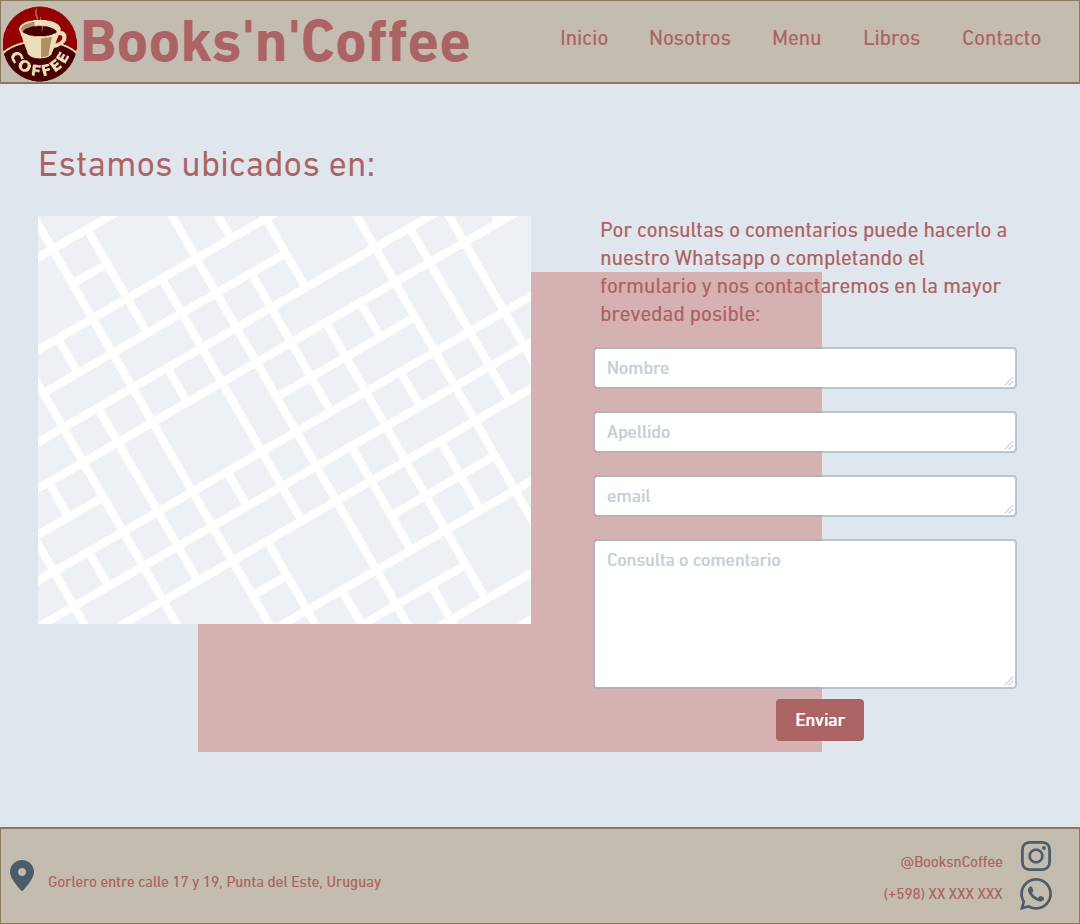 COFFEE
Books'n'Coffee
Inicio
Nosotros
Menu
Libros
Contacto
Estamos ubicados en:
Por consultas o comentarios puede hacerlo a
nuestro Whatsapp o completando el
formulario y nos contactaremos en la mayor
brevedad posible:
Nombre
Apellido
email
Consulta o comentario
Enviar
Gorlero entre calle 17 y 19, Punta del Este, Uruguay
@BooksnCoffee
(+598) XX XXX XXX